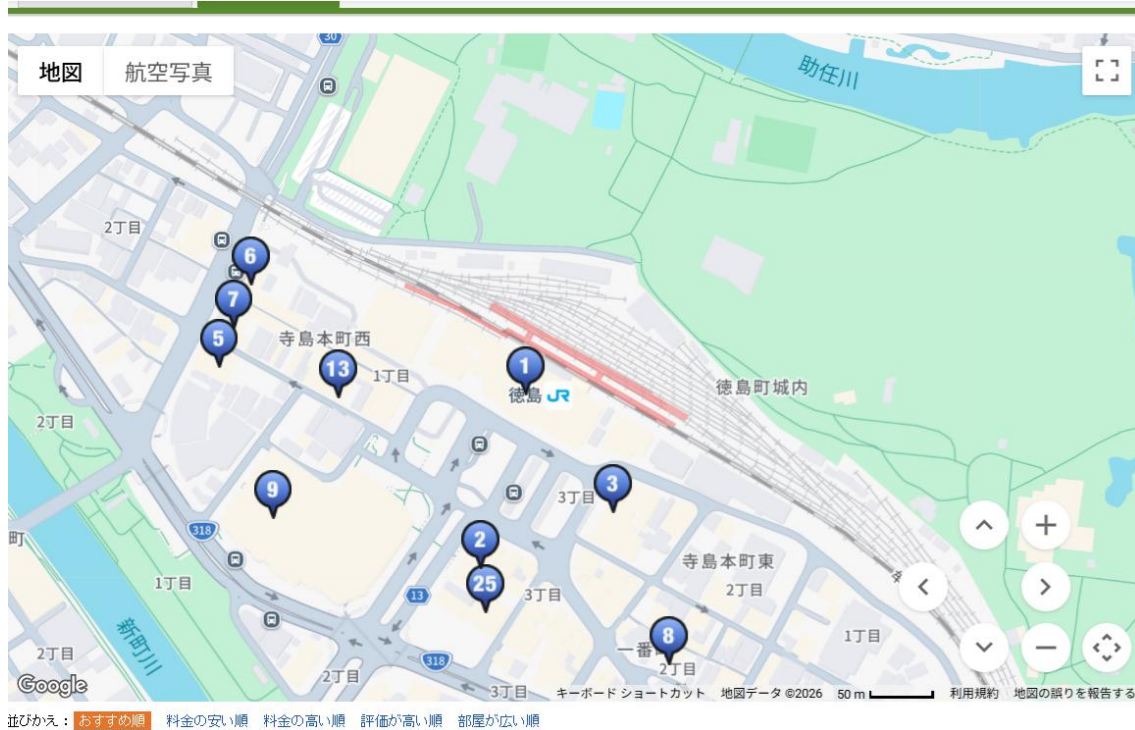 地図 航空写真
30
助任川
2丁目
6
7
寺島本町西
5
13
1丁目
1
徳島 JR
徳島町城内
2丁目
9
3
3丁目
318
2
寺島本町東
25
3丁目
2丁目
1丁目
13
新町川
8
1丁目
2丁目
318
2丁目
2丁目
3丁目
Google
キーボード ショートカット 地図データ ©2026 50 m 利用規約 地図の誤りを報告する
並びかえ： おすすめ順 料金の安い順 料金の高い順 評価が高い順 部屋が広い順